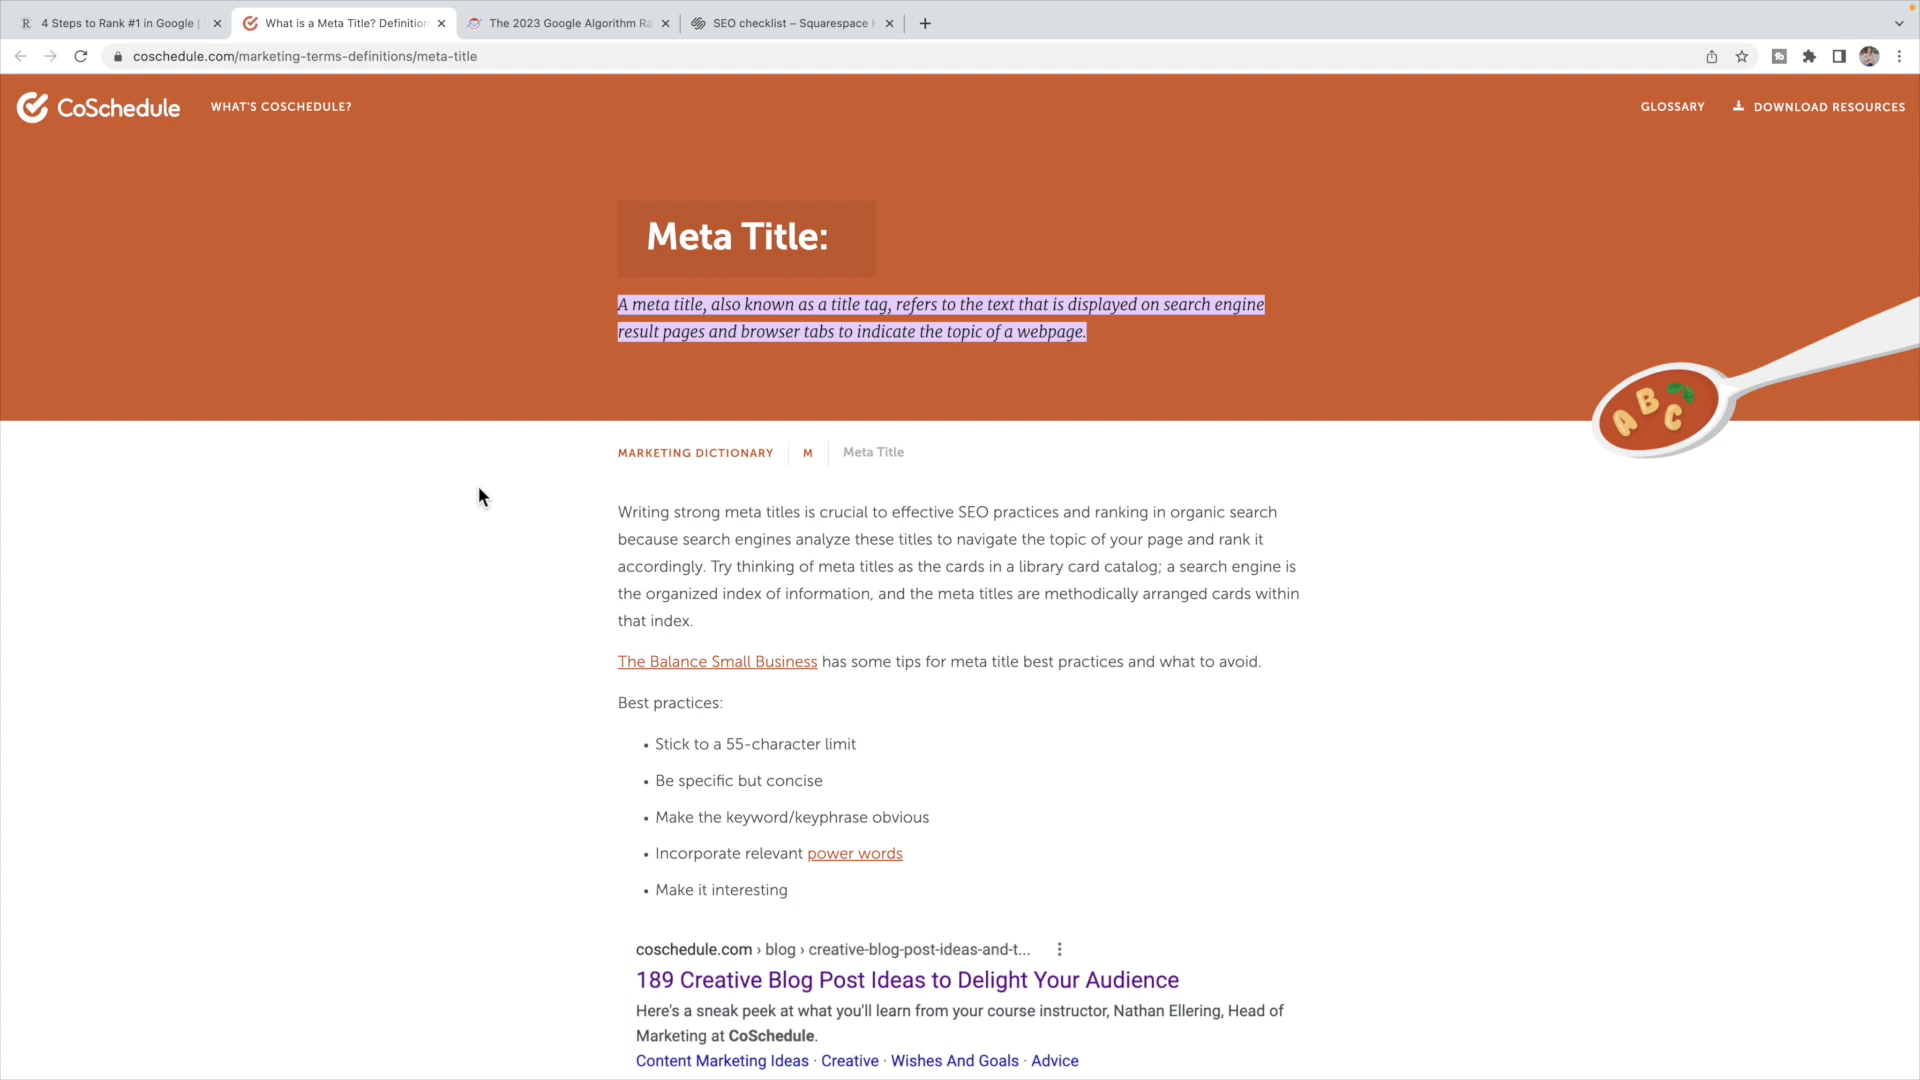 4 Steps to Rank #1 in Google |
What is a Meta Title? Definition
The 2023 Google Algorithm Ra
SEO checklist – Squarespace H
coschedule.com/marketing-terms-definitions/meta-title
CoSchedule
WHAT'S COSCHEDULE?
GLOSSARY
DOWNLOAD RESOURCES
Meta Title:
A meta title, also known as a title tag, refers to the text that is displayed on search engine
result pages and browser tabs to indicate the topic of a webpage.
A B C
MARKETING DICTIONARY
M
Meta Title
Writing strong meta titles is crucial to effective SEO practices and ranking in organic search
because search engines analyze these titles to navigate the topic of your page and rank it
accordingly. Try thinking of meta titles as the cards in a library card catalog; a search engine is
the organized index of information, and the meta titles are methodically arranged cards within
that index.
The Balance Small Business has some tips for meta title best practices and what to avoid.
Best practices:
• Stick to a 55-character limit
• Be specific but concise
• Make the keyword/keyphrase obvious
• Incorporate relevant power words
• Make it interesting
coschedule.com › blog › creative-blog-post-ideas-and-t...
189 Creative Blog Post Ideas to Delight Your Audience
Here's a sneak peek at what you'll learn from your course instructor, Nathan Ellering, Head of
Marketing at CoSchedule.
Content Marketing Ideas · Creative · Wishes And Goals · Advice